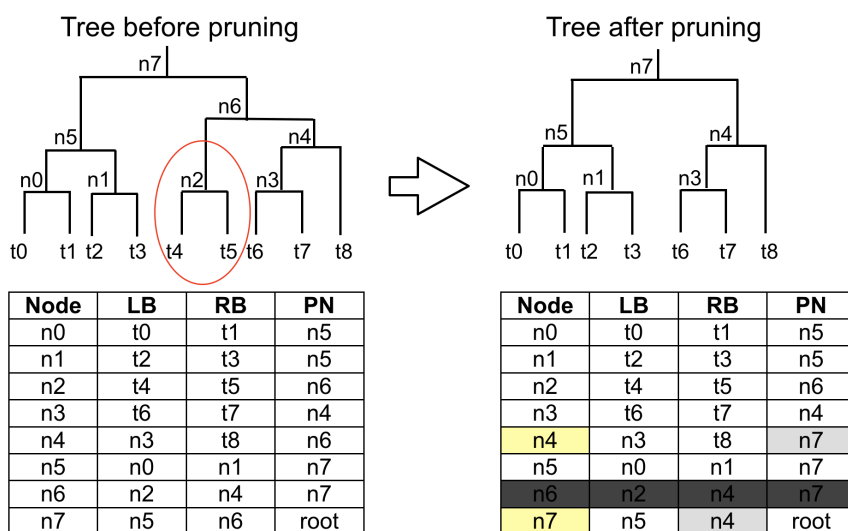 Tree before pruning
n7
n6
n5
n4
n0
n1
n2
n3
t0 t1 t2 t3 t4 t5 t6 t7 t8
Node LB RB PN
n0 t0 t1 n5
n1 t2 t3 n5
n2 t4 t5 n6
n3 t6 t7 n4
n4 n3 t8 n6
n5 n0 n1 n7
n6 n2 n4 n7
n7 n5 n6 root
Tree after pruning
n7
n5
n4
n0
n1
n3
t0 t1 t2 t3 t6 t7 t8
Node LB RB PN
n0 t0 t1 n5
n1 t2 t3 n5
n2 t4 t5 n6
n3 t6 t7 n4
n4 n3 t8 n7
n5 n0 n1 n7
n6 n2 n4 n7
n7 n5 n4 root